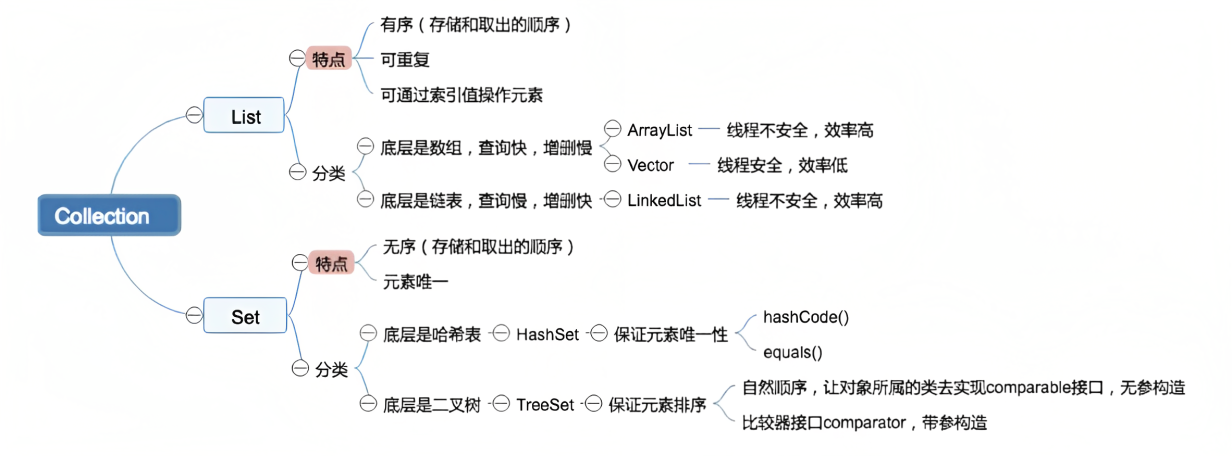 Collection
List
特点
有序（存储和取出的顺序）
可重复
可通过索引值操作元素
分类
底层是数组，查询快，增删慢
ArrayList
线程不安全，效率高
Vector
线程安全，效率低
底层是链表，查询慢，增删快
LinkedList
线程不安全，效率高
Set
特点
无序（存储和取出的顺序）
元素唯一
分类
底层是哈希表
HashSet
保证元素唯一性
hashCode()
equals()
底层是二叉树
TreeSet
保证元素排序
自然顺序，让对象所属的类去实现comparable接口，无参构造
比较器接口comparator，带参构造